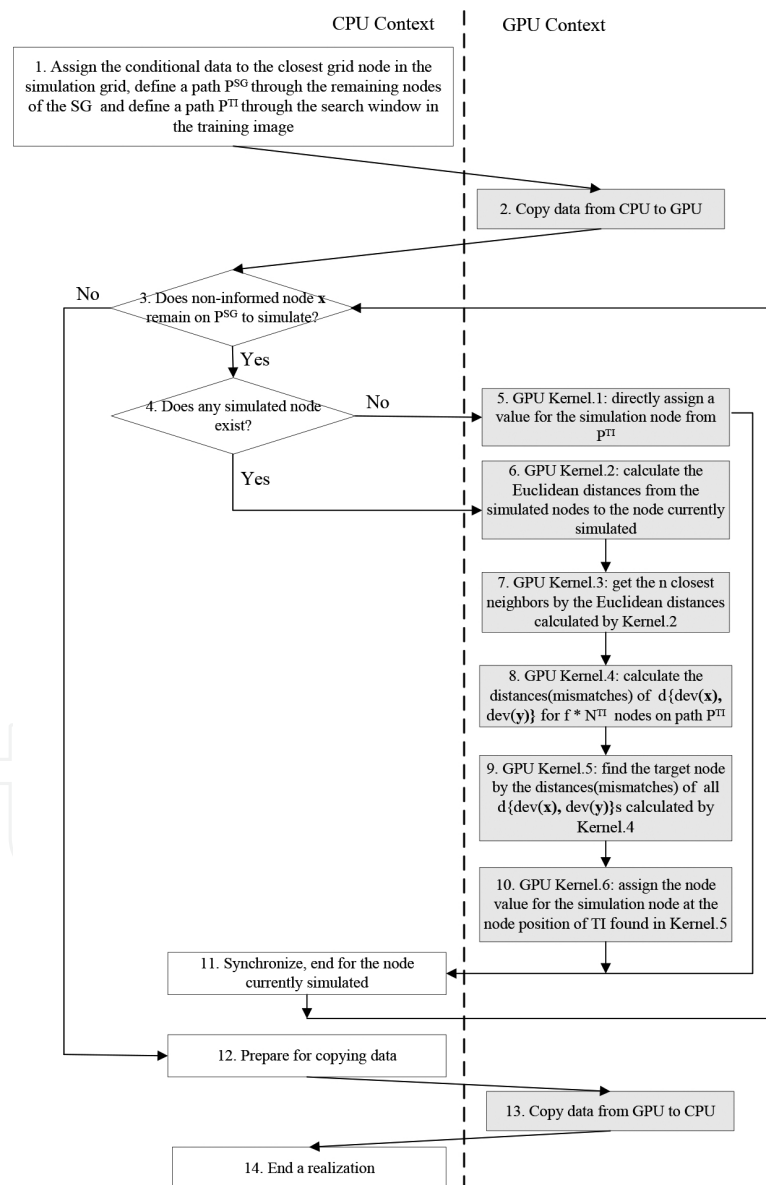 CPU Context
GPU Context
1. Assign the conditional data to the closest grid node in the
simulation grid, define a path P^SG through the remaining
nodes of the SG and define a path P^TI through the search window in
the training image
2. Copy data from CPU to GPU
No
3. Does non-informed node x
remain on P^SG to simulate?
Yes
4. Does any simulated node
exist?
No
5. GPU Kernel.1: directly assign a
value for the simulation node from
P^TI
Yes
6. GPU Kernel.2: calculate the
Euclidean distances from the
simulated nodes to the node currently
simulated
7. GPU Kernel.3: get the n closest
neighbors by the Euclidean distances
calculated by Kernel.2
8. GPU Kernel.4: calculate the
distances(mismatches) of d{dev(x),
dev(y)} for f * N^TI nodes on path P^TI
9. GPU Kernel.5: find the target node
by the distances(mismatches) of all
d{dev(x), dev(y)}s calculated by
Kernel.4
10. GPU Kernel.6: assign the node
value for the simulation node at the
node position of TI found in Kernel.5
11. Synchronize, end for the node
currently simulated
12. Prepare for copying data
13. Copy data from GPU to CPU
14. End a realization